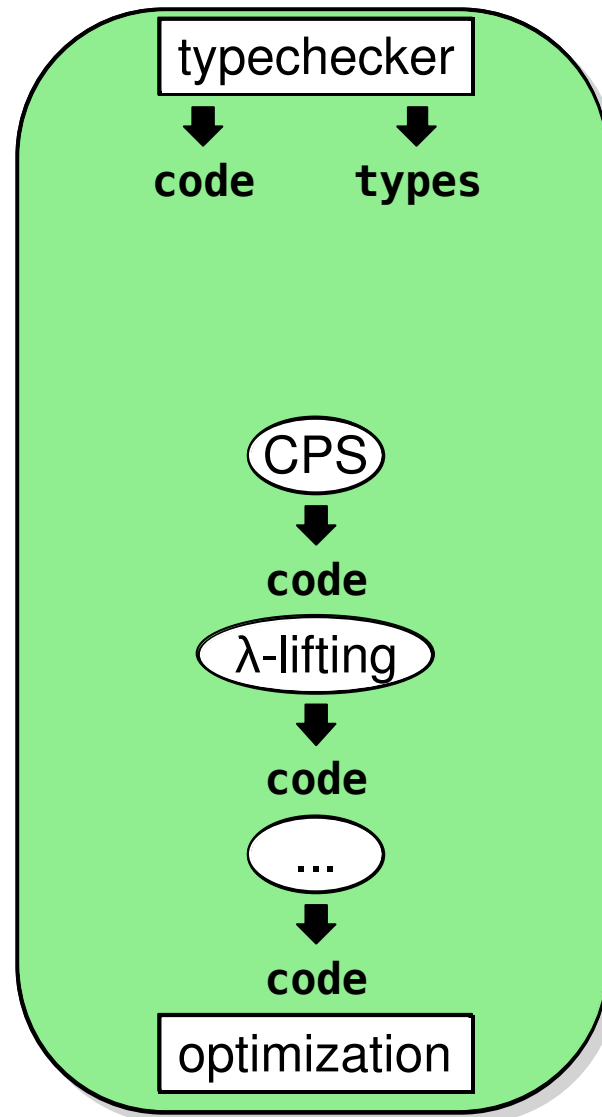 typechecker
code types
CPS
code
λ-lifting
code
...
code
optimization